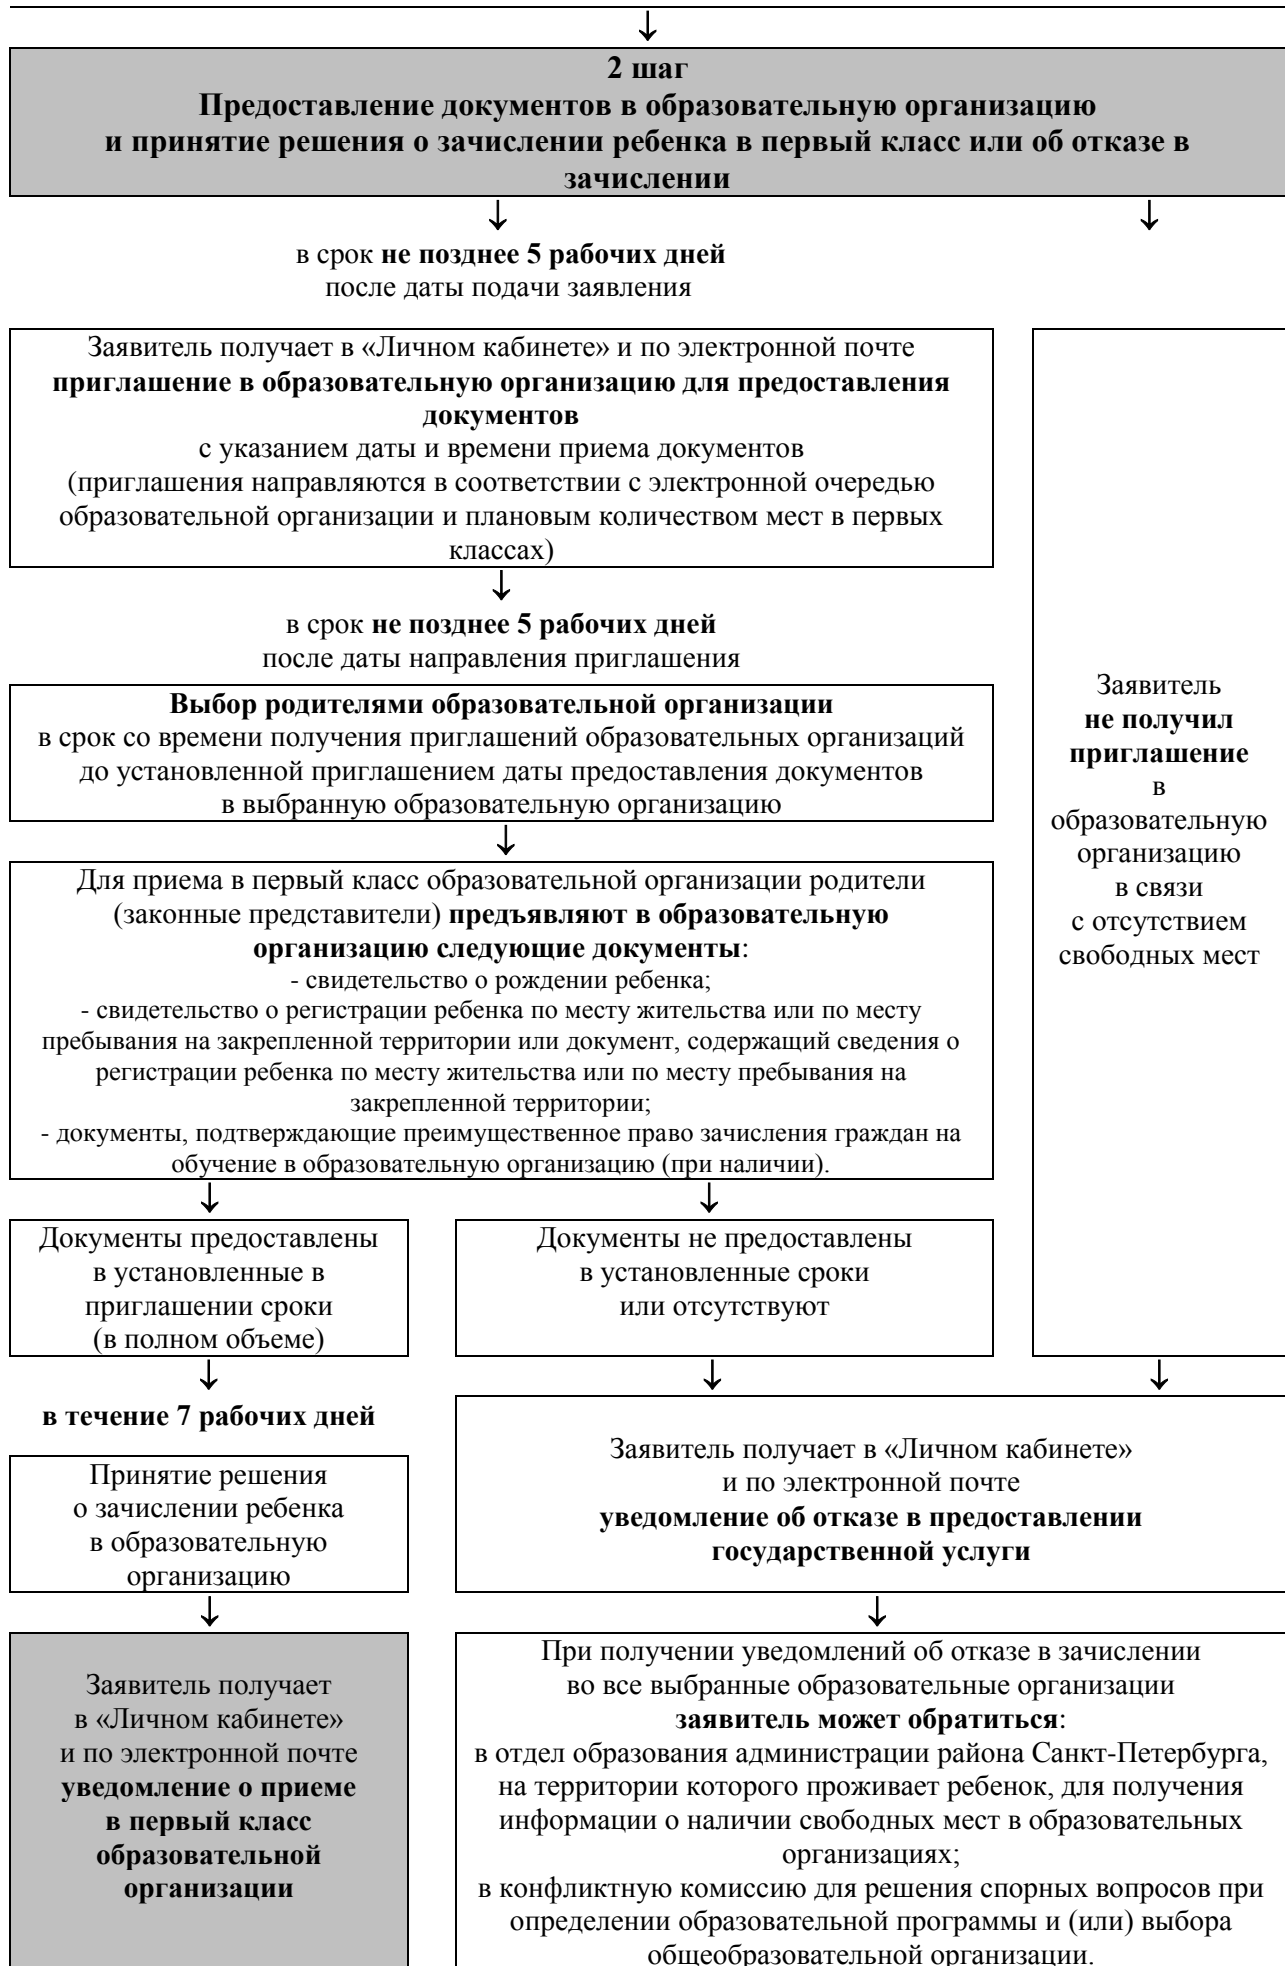 2 шаг
Предоставление документов в образовательную организацию
и принятие решения о зачислении ребенка в первый класс или об отказе в
зачислении
в срок не позднее 5 рабочих дней
после даты подачи заявления
Заявитель получает в «Личном кабинете» и по электронной почте
приглашение в образовательную организацию для предоставления
документов
с указанием даты и времени приема документов
(приглашения направляются в соответствии с электронной очередью
образовательной организации и плановым количеством мест в первых
классах)
в срок не позднее 5 рабочих дней
после даты направления приглашения
Выбор родителями образовательной организации
в срок со времени получения приглашений образовательных организаций
до установленной приглашением даты предоставления документов
в выбранную образовательную организацию
Для приема в первый класс образовательной организации родители
(законные представители) предъявляют в образовательную
организацию следующие документы:
- свидетельство о рождении ребенка;
- свидетельство о регистрации ребенка по месту жительства или по месту
пребывания на закрепленной территории или документ, содержащий сведения о
регистрации ребенка по месту жительства или по месту пребывания на
закрепленной территории;
- документы, подтверждающие преимущественное право зачисления граждан на
обучение в образовательную организацию (при наличии).
Заявитель
не получил
приглашение
в
образовательную
организацию
в связи
с отсутствием
свободных мест
Документы предоставлены
в установленные в
приглашении сроки
(в полном объеме)
Документы не предоставлены
в установленные сроки
или отсутствуют
в течение 7 рабочих дней
Принятие решения
о зачислении ребенка
в образовательную
организацию
Заявитель получает в «Личном кабинете»
и по электронной почте
уведомление об отказе в предоставлении
государственной услуги
Заявитель получает
в «Личном кабинете»
и по электронной почте
уведомление о приеме
в первый класс
образовательной
организации
При получении уведомлений об отказе в зачислении
во все выбранные образовательные организации
заявитель может обратиться:
в отдел образования администрации района Санкт-Петербурга,
на территории которого проживает ребенок, для получения
информации о наличии свободных мест в образовательных
организациях;
в конфликтную комиссию для решения спорных вопросов при
определении образовательной программы и (или) выбора
общеобразовательной организации.